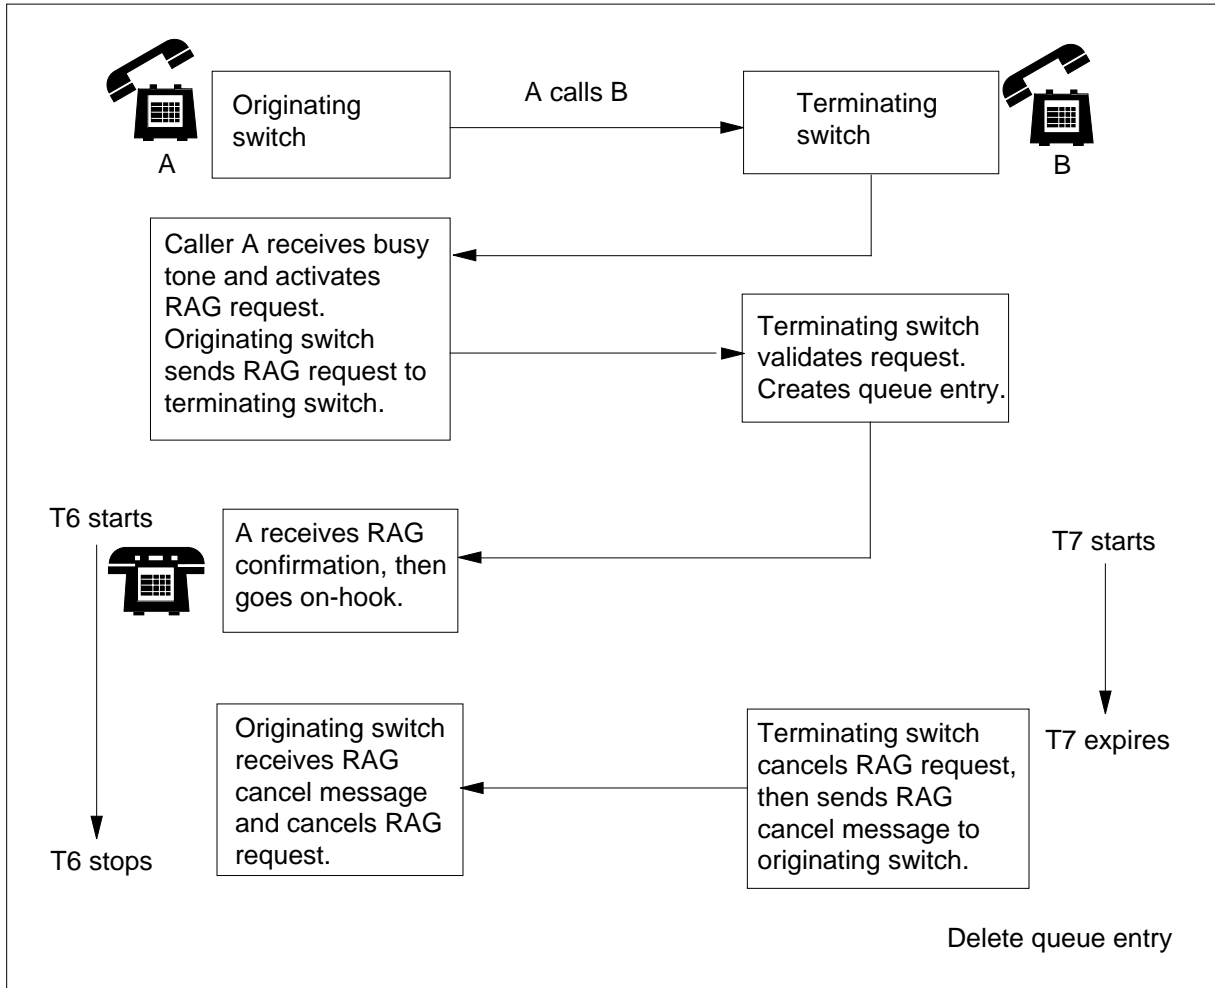 Originating
switch
A
A calls B
Terminating
switch
B
Caller A receives busy
tone and activates
RAG request.
Originating switch
sends RAG request to
terminating switch.
Terminating switch
validates request.
Creates queue entry.
T6 starts
A receives RAG
confirmation, then
goes on-hook.
T7 starts
Originating switch
receives RAG
cancel message
and cancels RAG
request.
Terminating switch
cancels RAG request,
then sends RAG
cancel message to
originating switch.
T7 expires
T6 stops
Delete queue entry